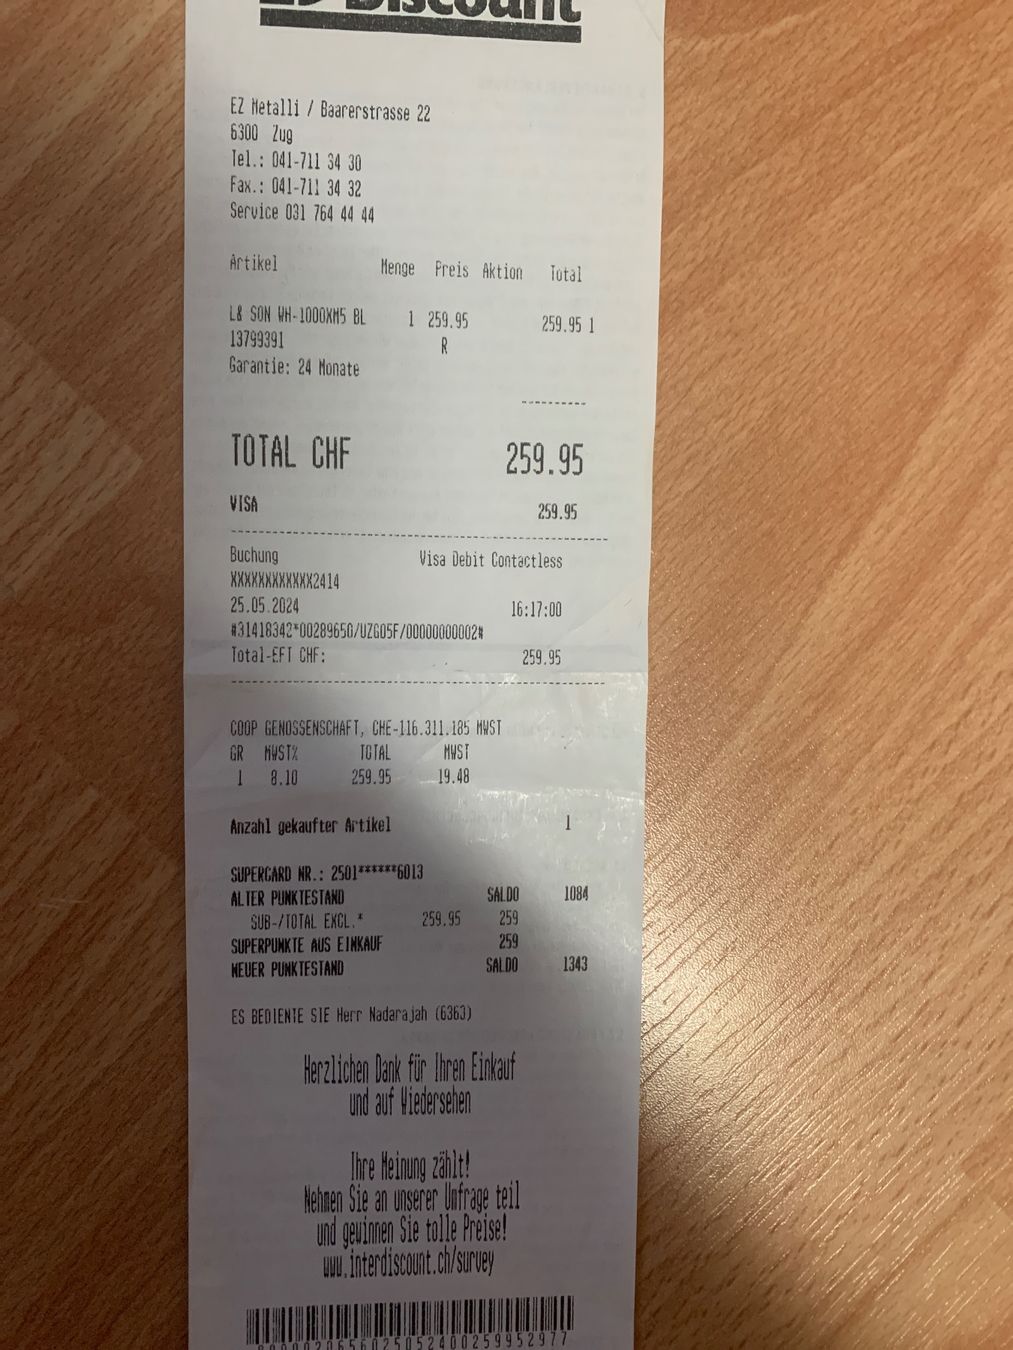 Discount
EZ Metalli / Baarerstrasse 22
6300 Zug
Tel.: 041-711 34 30
Fax.: 041-711 34 32
Service 031 764 44 44
Artikel Menge Preis Aktion Total
L& SON WH-1000XM5 BL 1 259.95 259.95 1
13799391 R
Garantie: 24 Monate
TOTAL CHF 259.95
VISA 259.95
Buchung Visa Debit Contactless
XXXXXXXXXXXX2414
25.05.2024 16:17:00
#31418342*00289650/UZG05F/00000000002#
Total-EFT CHF: 259.95
COOP GENOSSENSCHAFT, CHE-116.311.185 MWST
GR MWST% TOTAL MWST
1 8.10 259.95 19.48
Anzahl gekaufter Artikel 1
SUPERCARD NR.: 2501******6013
ALTER PUNKTESTAND SALDO 1084
SUB-/TOTAL EXCL.* 259.95 259
SUPERPUNKTE AUS EINKAUF 259
NEUER PUNKTESTAND SALDO 1343
ES BEDIENTE SIE Herr Nadarajah (6363)
Herzlichen Dank für Ihren Einkauf
und auf Wiedersehen
Ihre Meinung zählt!
Nehmen Sie an unserer Umfrage teil
und gewinnen Sie tolle Preise!
www.interdiscount.ch/survey